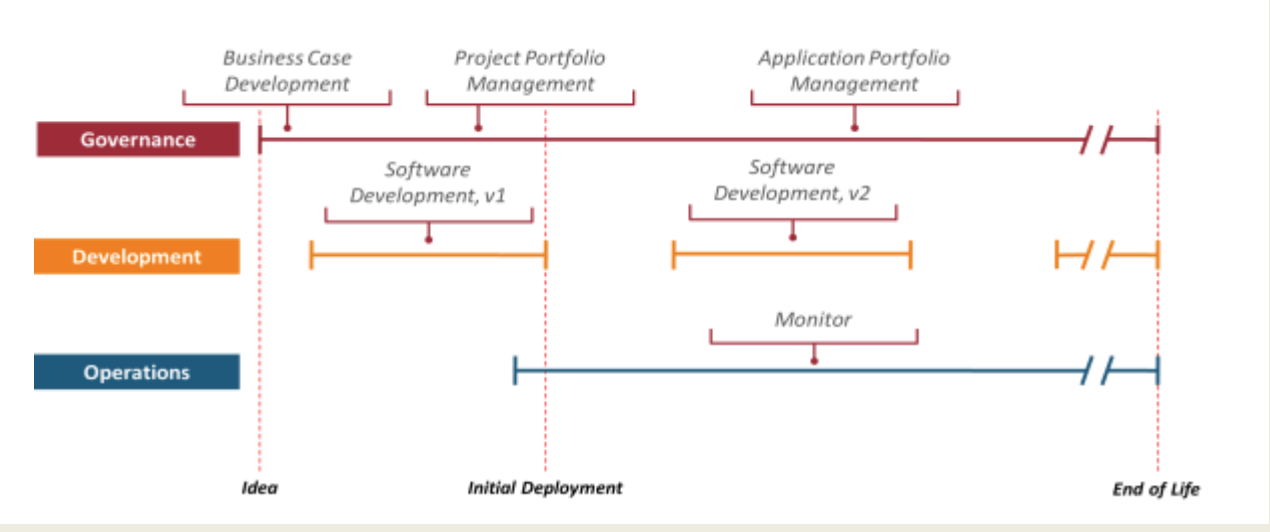 Business Case
Development
Project Portfolio
Management
Application Portfolio
Management
Governance
Software
Development, v1
Software
Development, v2
Development
Monitor
Operations
Idea
Initial Deployment
End of Life